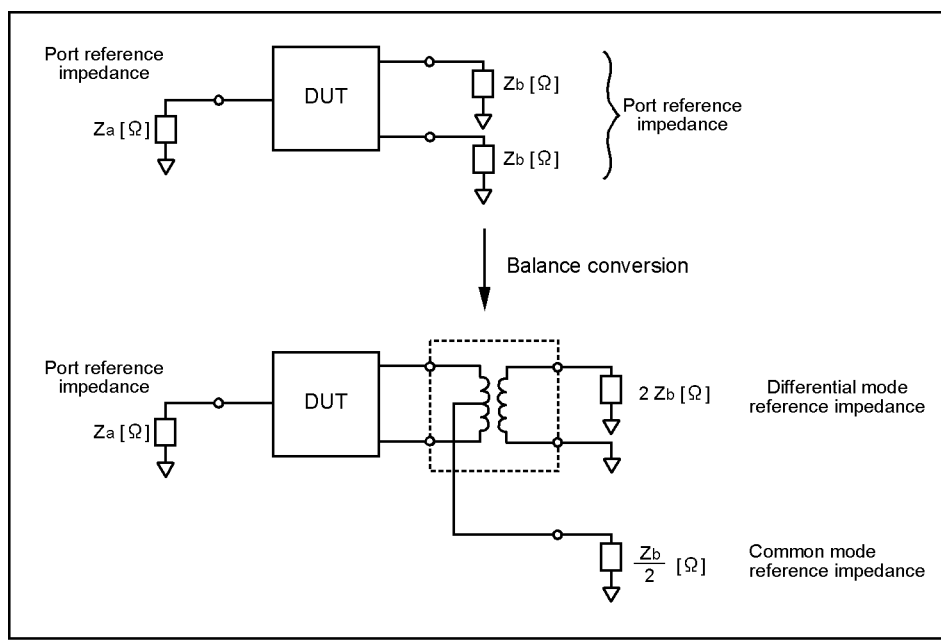 Port reference
impedance
DUT
Za [Ω]
Zb [Ω]
Zb [Ω]
Port reference
impedance
Balance conversion
Port reference
impedance
DUT
Za [Ω]
2 Zb [Ω]
Differential mode
reference impedance
Zb
2
[Ω]
Common mode
reference impedance